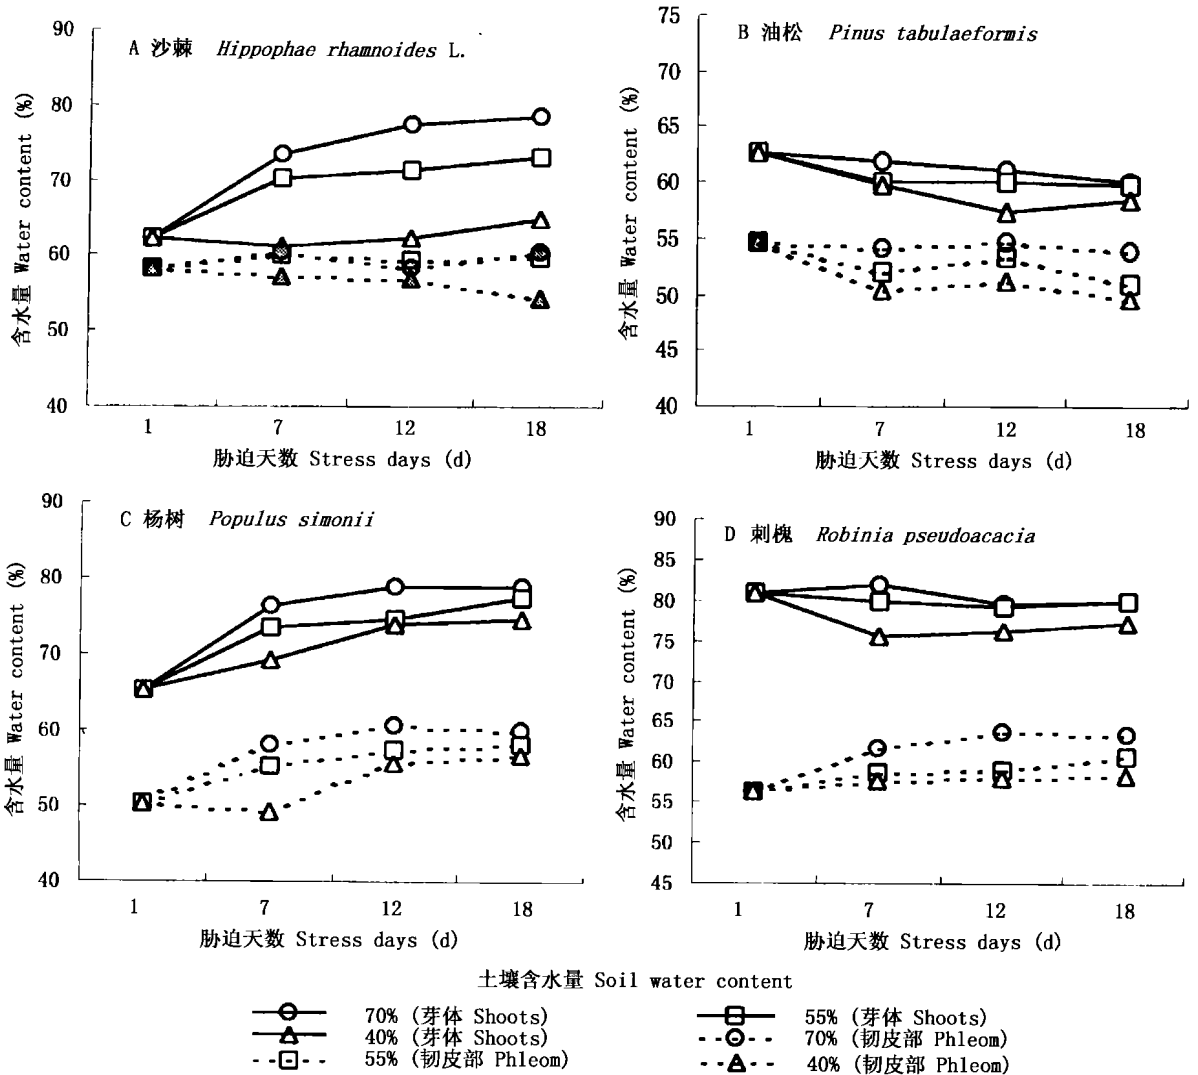 A 沙棘 Hippophae rhamnoides L.
含水量 Water content (%)
90
80
70
60
50
40
1 7 12 18
胁迫天数 Stress days (d)
B 油松 Pinus tabulaeformis
含水量 Water content (%)
75
70
65
60
55
50
45
40
1 7 12 18
胁迫天数 Stress days (d)
C 杨树 Populus simonii
含水量 Water content (%)
90
80
70
60
50
40
1 7 12 18
胁迫天数 Stress days (d)
D 刺槐 Robinia pseudoacacia
含水量 Water content (%)
90
85
80
75
70
65
60
55
50
45
1 7 12 18
胁迫天数 Stress days (d)
土壤含水量 Soil water content
70% (芽体 Shoots)
55% (芽体 Shoots)
40% (芽体 Shoots)
70% (韧皮部 Phleom)
55% (韧皮部 Phleom)
40% (韧皮部 Phleom)